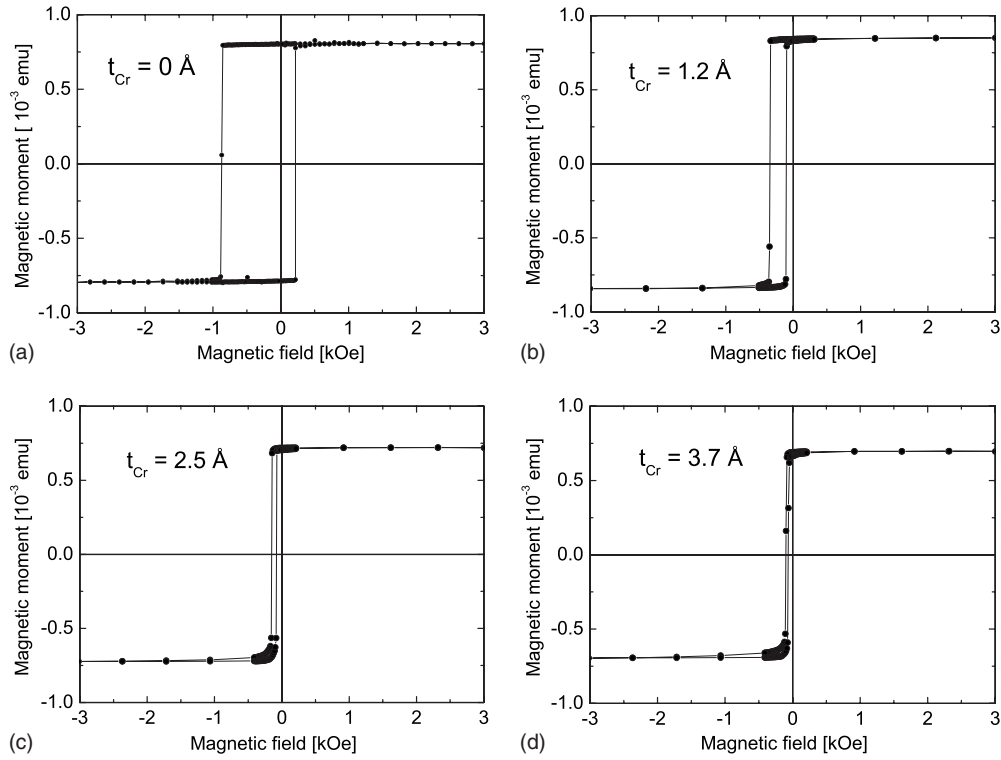 1.0
0.5
0.0
-0.5
-1.0
Magnetic moment [ 10⁻³ emu]
t_Cr = 0 Å
-3 -2 -1 0 1 2 3
Magnetic field [kOe]
(a)
1.0
0.5
0.0
-0.5
-1.0
Magnetic moment [10⁻³ emu]
t_Cr = 1.2 Å
-3 -2 -1 0 1 2 3
Magnetic field [kOe]
(b)
1.0
0.5
0.0
-0.5
-1.0
Magnetic moment [10⁻³ emu]
t_Cr = 2.5 Å
-3 -2 -1 0 1 2 3
Magnetic field [kOe]
(c)
1.0
0.5
0.0
-0.5
-1.0
Magnetic moment [10⁻³ emu]
t_Cr = 3.7 Å
-3 -2 -1 0 1 2 3
Magnetic field [kOe]
(d)